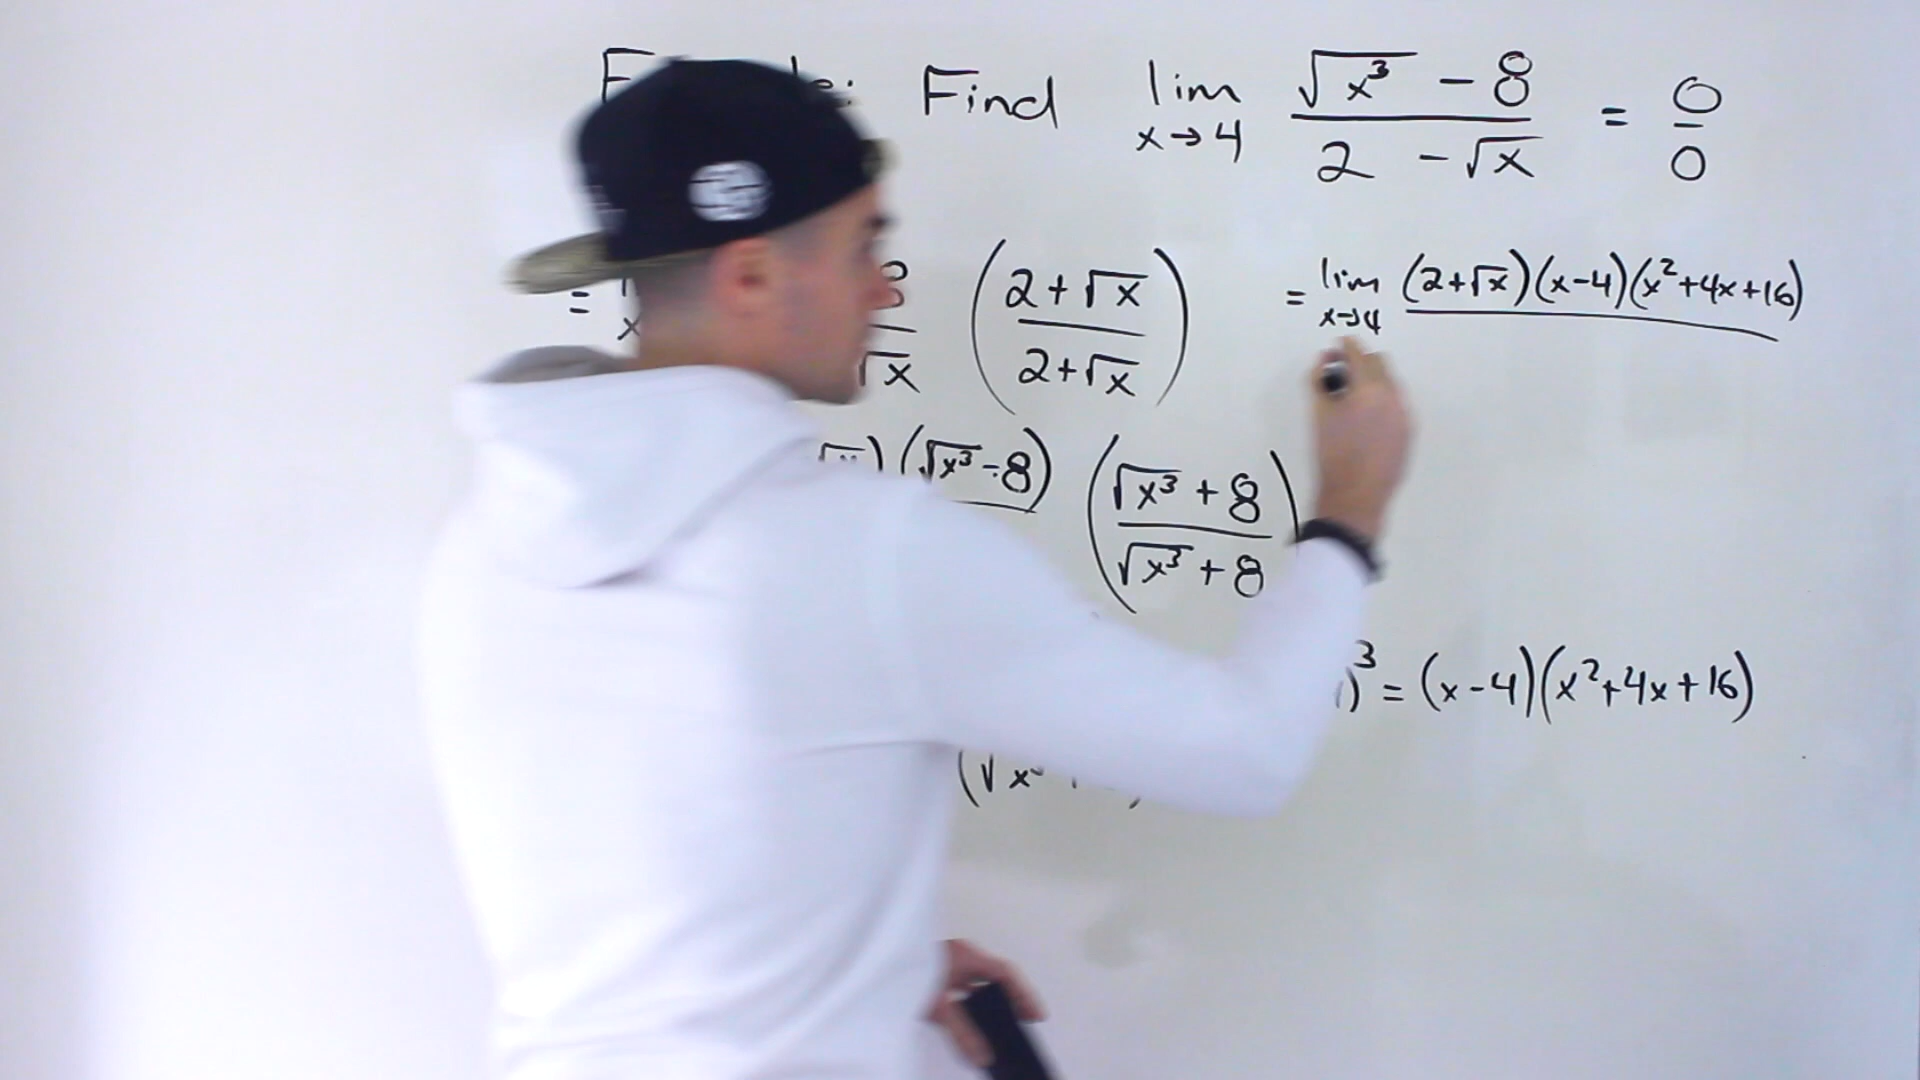 Find lim x→4 (√x³ - 8)/(2 - √x) = 0/0
= √x ((2+√x)/(2+√x))
= lim x→4 (2+√x)(x-4)(x²+4x+16)
(√x³-8) ((√x³ + 8)/(√x³ + 8))
)³ = (x-4)(x²+4x+16)
(√x